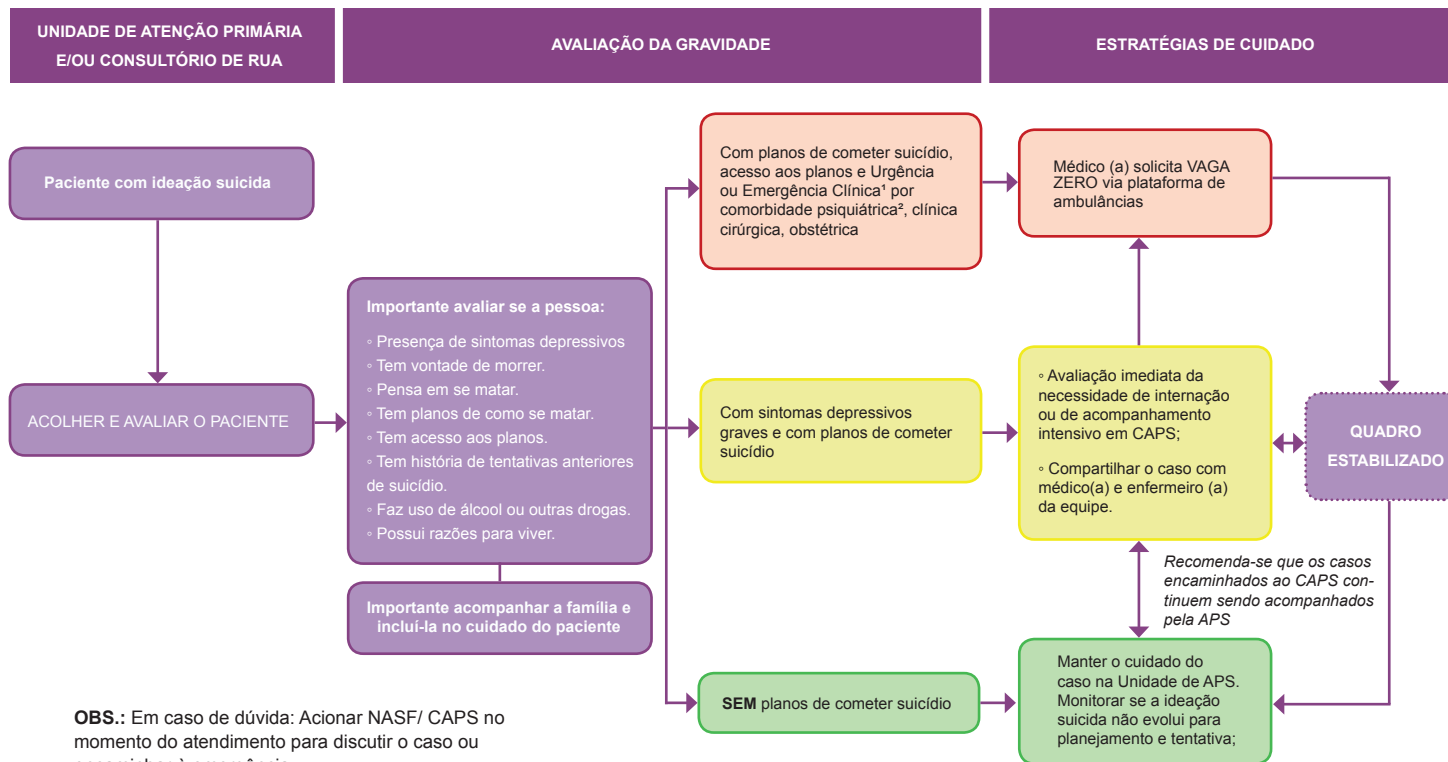 UNIDADE DE ATENÇÃO PRIMÁRIA
E/OU CONSULTÓRIO DE RUA
AVALIAÇÃO DA GRAVIDADE
ESTRATÉGIAS DE CUIDADO
Paciente com ideação suicida
ACOLHER E AVALIAR O PACIENTE
Importante avaliar se a pessoa:
◦ Presença de sintomas depressivos
◦ Tem vontade de morrer.
◦ Pensa em se matar.
◦ Tem planos de como se matar.
◦ Tem acesso aos planos.
◦ Tem história de tentativas anteriores
de suicídio.
◦ Faz uso de álcool ou outras drogas.
◦ Possui razões para viver.
Importante acompanhar a família e
incluí-la no cuidado do paciente
Com planos de cometer suicídio,
acesso aos planos e Urgência
ou Emergência Clínica¹ por
comorbidade psiquiátrica², clínica
cirúrgica, obstétrica
Médico (a) solicita VAGA
ZERO via plataforma de
ambulâncias
Com sintomas depressivos
graves e com planos de cometer
suicídio
◦ Avaliação imediata da
necessidade de internação
ou de acompanhamento
intensivo em CAPS;
◦ Compartilhar o caso com
médico(a) e enfermeiro (a)
da equipe.
QUADRO
ESTABILIZADO
Recomenda-se que os casos
encaminhados ao CAPS con-
tinuem sendo acompanhados
pela APS
SEM planos de cometer suicídio
Manter o cuidado do
caso na Unidade de APS.
Monitorar se a ideação
suicida não evolui para
planejamento e tentativa;
OBS.: Em caso de dúvida: Acionar NASF/ CAPS no
momento do atendimento para discutir o caso ou